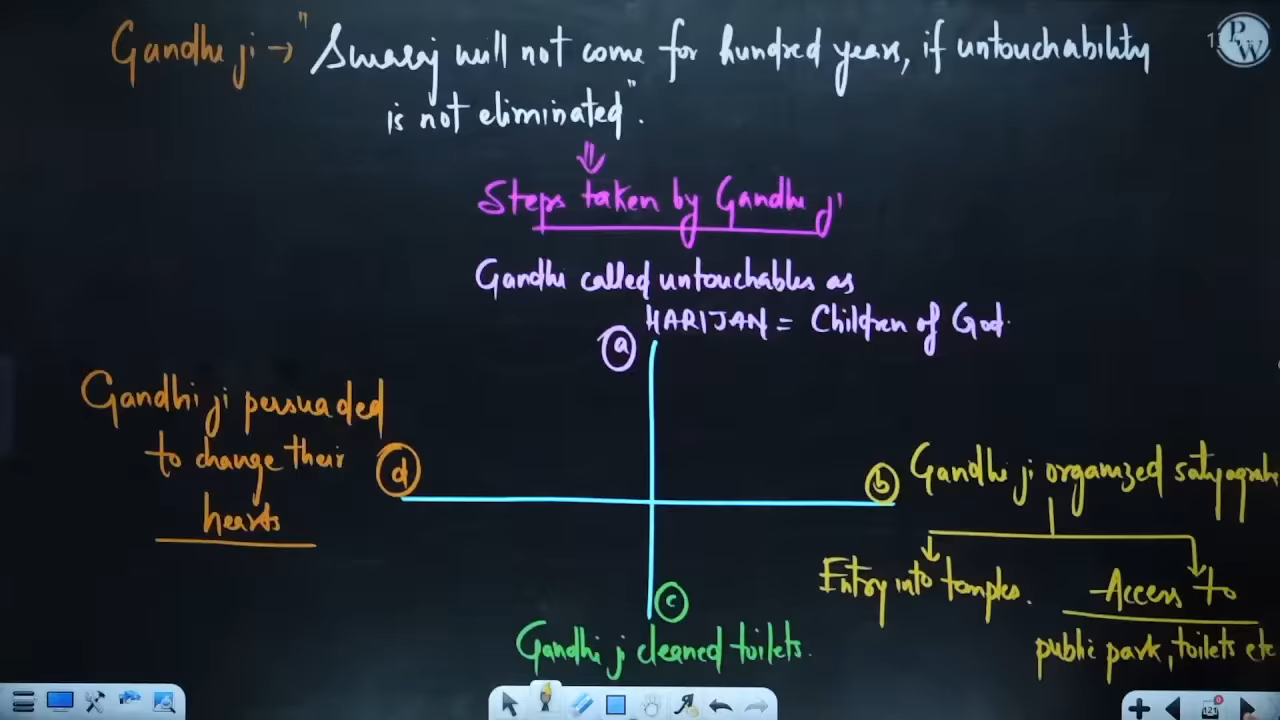 Gandhi ji → "Swaraj will not come for hundred years, if untouchability
is not eliminated".
Steps taken by Gandhi ji
Gandhi called untouchables as
HARIJAN = Children of God.
a
Gandhi ji persuaded
to change their
hearts
d
b Gandhi ji organized satyagraha
Entry into temples.
Access to
public park, toilets etc
c
Gandhi ji cleaned toilets.
PW
121